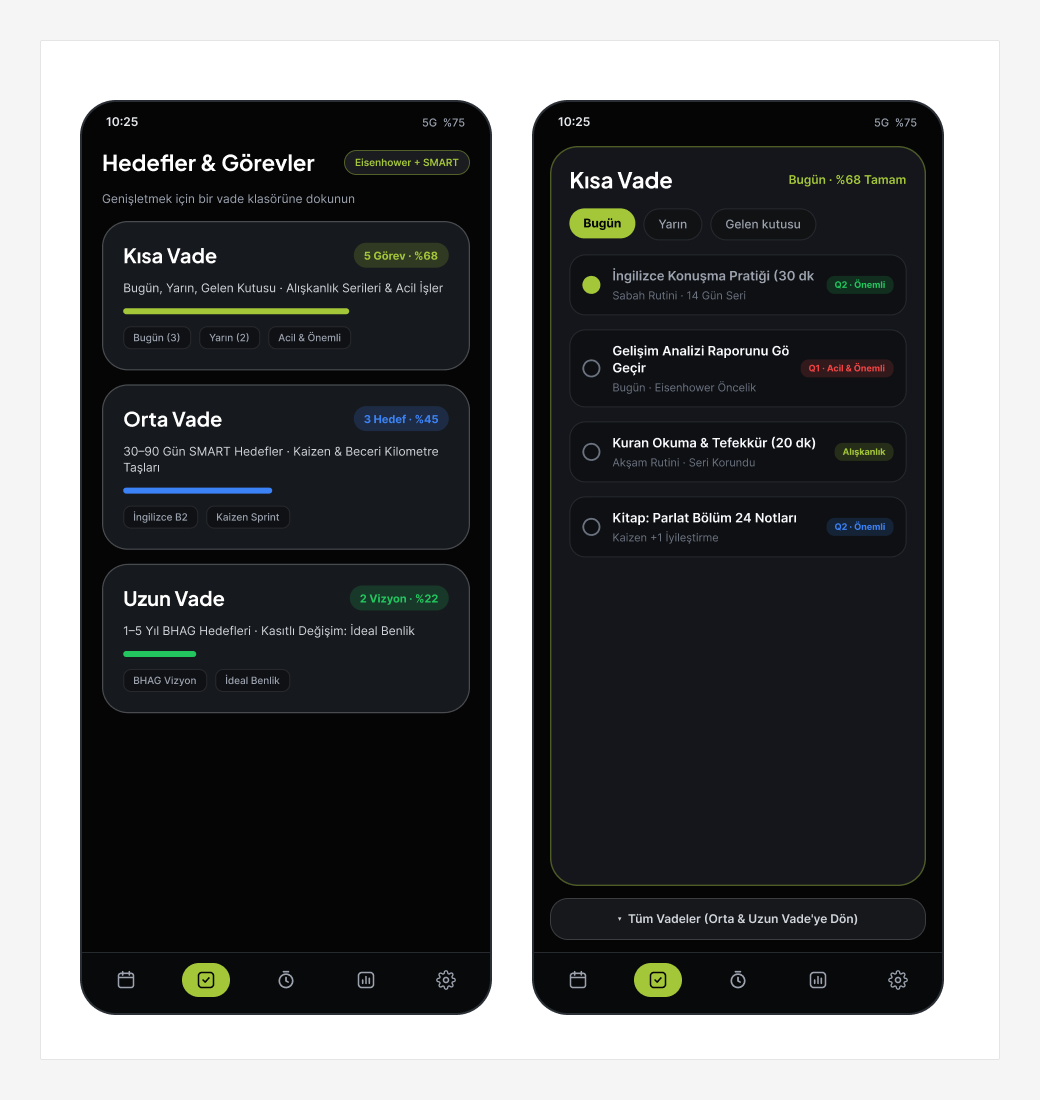 10:25
5G %75
Hedefler & Görevler
Eisenhower + SMART
Genişletmek için bir vade klasörüne dokunun
Kısa Vade
5 Görev · %68
Bugün, Yarın, Gelen Kutusu · Alışkanlık Serileri & Acil İşler
Bugün (3)
Yarın (2)
Acil & Önemli
Orta Vade
3 Hedef · %45
30–90 Gün SMART Hedefler · Kaizen & Beceri Kilometre
Taşları
İngilizce B2
Kaizen Sprint
Uzun Vade
2 Vizyon · %22
1–5 Yıl BHAG Hedefleri · Kasıtlı Değişim: İdeal Benlik
BHAG Vizyon
İdeal Benlik
10:25
5G %75
Kısa Vade
Bugün · %68 Tamam
Bugün
Yarın
Gelen kutusu
İngilizce Konuşma Pratiği (30 dk
Sabah Rutini · 14 Gün Seri
Q2 · Önemli
Gelişim Analizi Raporunu Gö
Geçir
Bugün · Eisenhower Öncelik
Q1 · Acil & Önemli
Kuran Okuma & Tefekkür (20 dk)
Akşam Rutini · Seri Korundu
Alışkanlık
Kitap: Parlat Bölüm 24 Notları
Kaizen +1 İyileştirme
Q2 · Önemli
Tüm Vadeler (Orta & Uzun Vade'ye Dön)